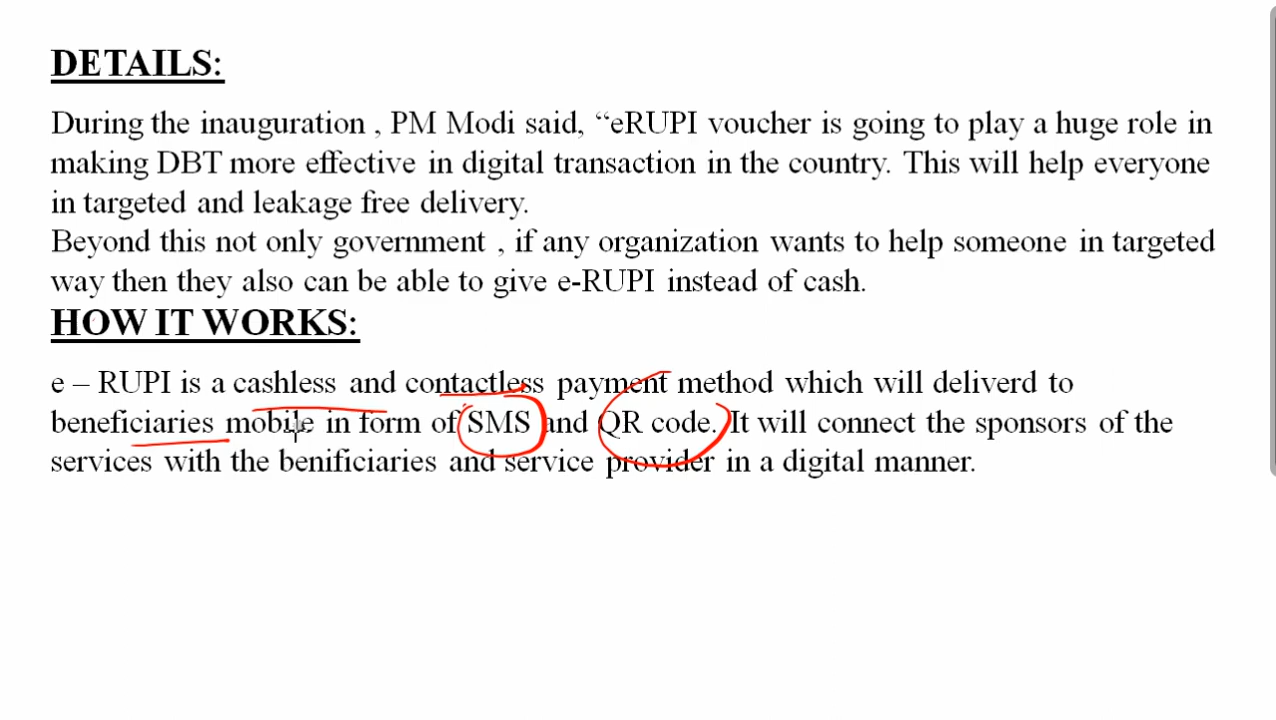 DETAILS:
During the inauguration , PM Modi said, “eRUPI voucher is going to play a huge role in
making DBT more effective in digital transaction in the country. This will help everyone
in targeted and leakage free delivery.
Beyond this not only government , if any organization wants to help someone in targeted
way then they also can be able to give e-RUPI instead of cash.
HOW IT WORKS:
e – RUPI is a cashless and contactless payment method which will deliverd to
beneficiaries mobile in form of SMS and QR code. It will connect the sponsors of the
services with the benificiaries and service provider in a digital manner.